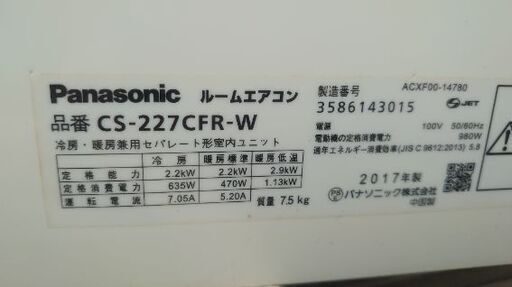 Panasonic ルームエアコン
品番 CS-227CFR-W
冷房・暖房兼用セパレート形室内ユニット
冷房 暖房標準 暖房低温
定格能力 2.2kW 2.2kW 2.9kW
定格消費電力 635W 470W 1.13kW
運転電流 7.05A 5.20A
質量 7.5kg
ACXF00-14780
製造番号
3586143015
JET
電源 100V 50/60Hz
電動機の定格消費電力 980W
通年エネルギー消費効率(JIS C 9612:2013) 5.8
2017年製
PSE パナソニック株式会社
中国製